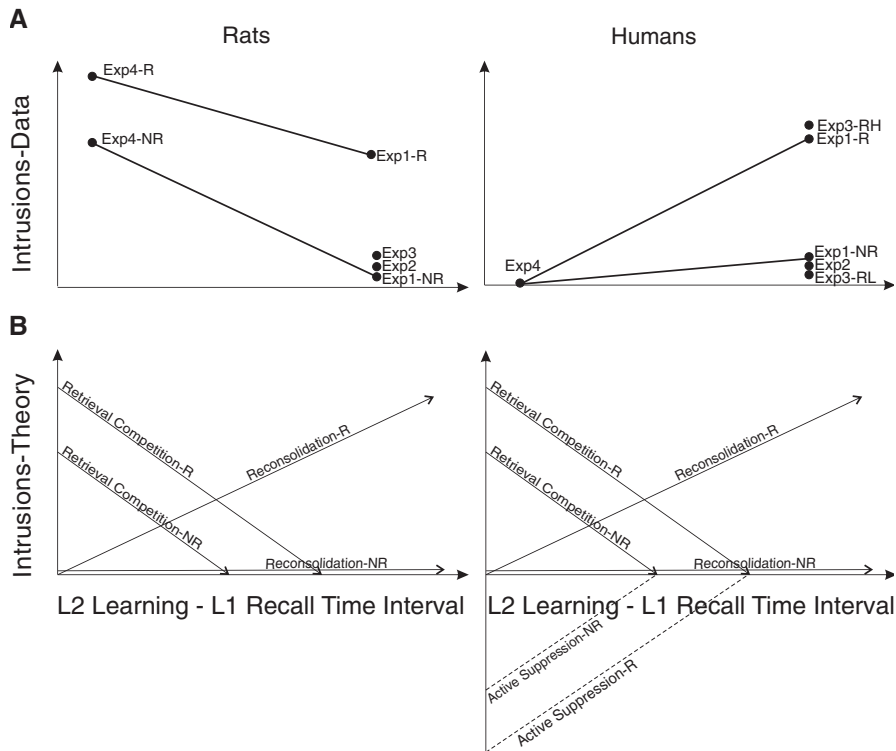 A
Rats
Humans
Intrusions-Data
Exp4-R
Exp4-NR
Exp1-R
Exp3
Exp2
Exp1-NR
Exp3-RH
Exp1-R
Exp4
Exp1-NR
Exp2
Exp3-RL
B
Intrusions-Theory
Retrieval Competition-R
Retrieval Competition-NR
Reconsolidation-R
Reconsolidation-NR
L2 Learning - L1 Recall Time Interval
Retrieval Competition-R
Retrieval Competition-NR
Reconsolidation-R
Reconsolidation-NR
L2 Learning - L1 Recall Time Interval
Active Suppression-NR
Active Suppression-R